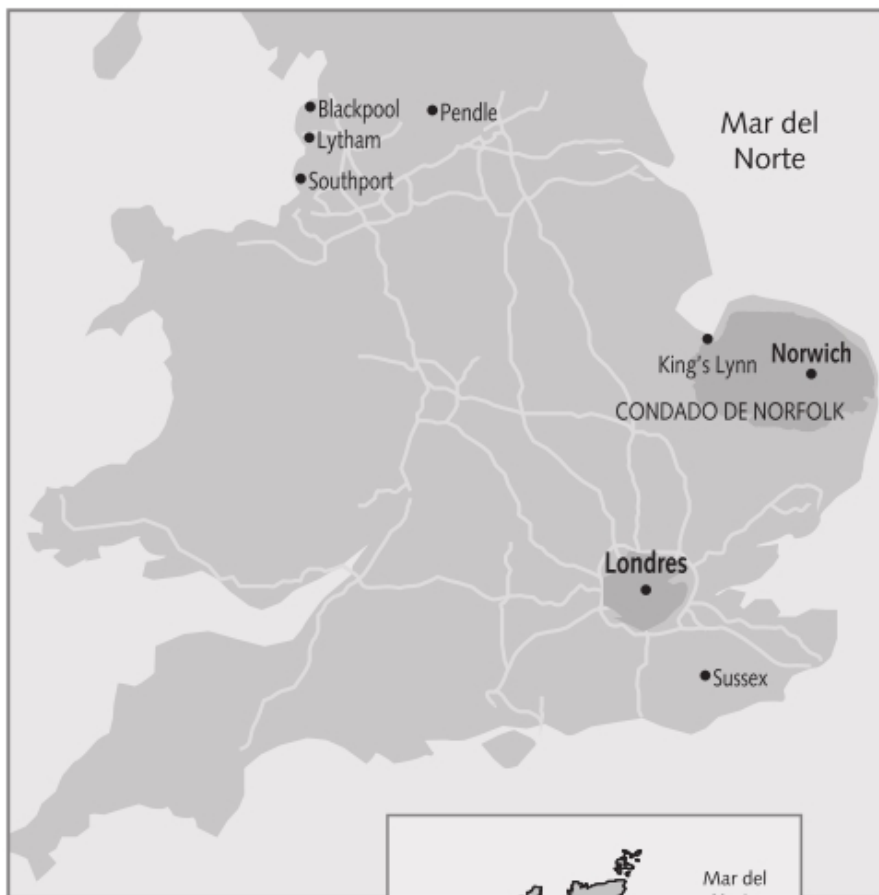 Blackpool
Pendle
Lytham
Southport
Mar del
Norte
King's Lynn
Norwich
CONDADO DE NORFOLK
Londres
Sussex
Mar del